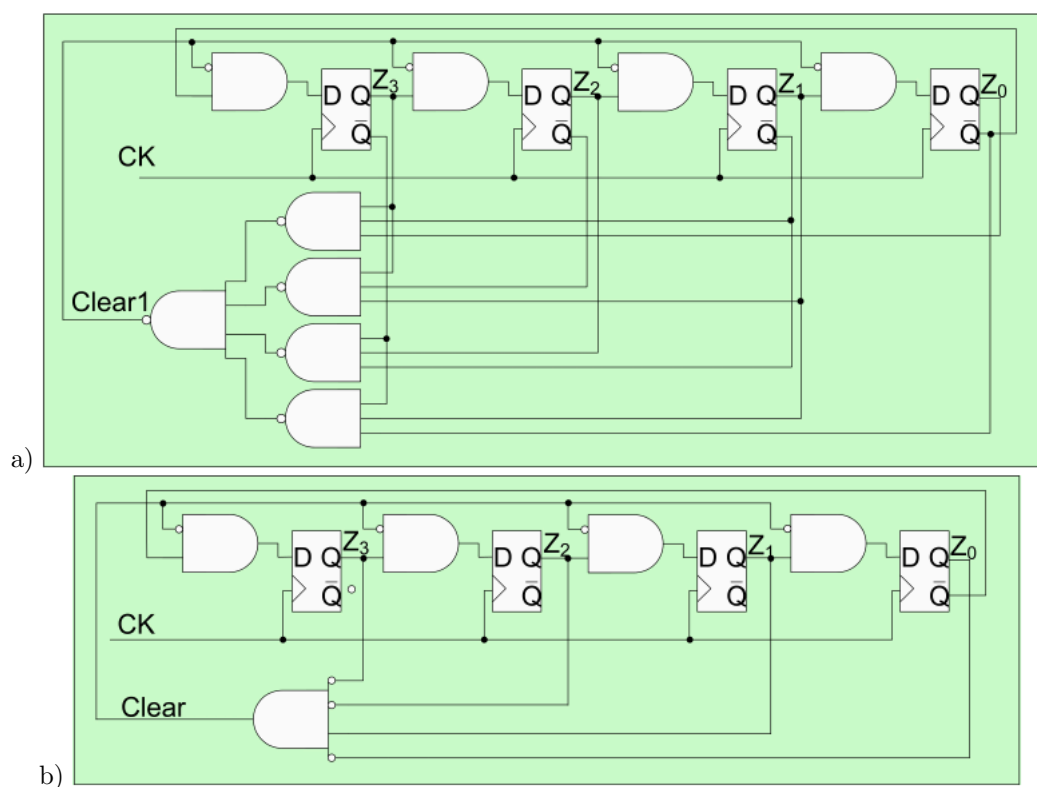 Z₃ Z₂ Z₁ Z₀
D Q D Q D Q D Q
Q̅ Q̅ Q̅ Q̅
CK
Clear1
a)
Z₃ Z₂ Z₁ Z₀
D Q D Q D Q D Q
Q̅ Q̅ Q̅ Q̅
CK
Clear
b)